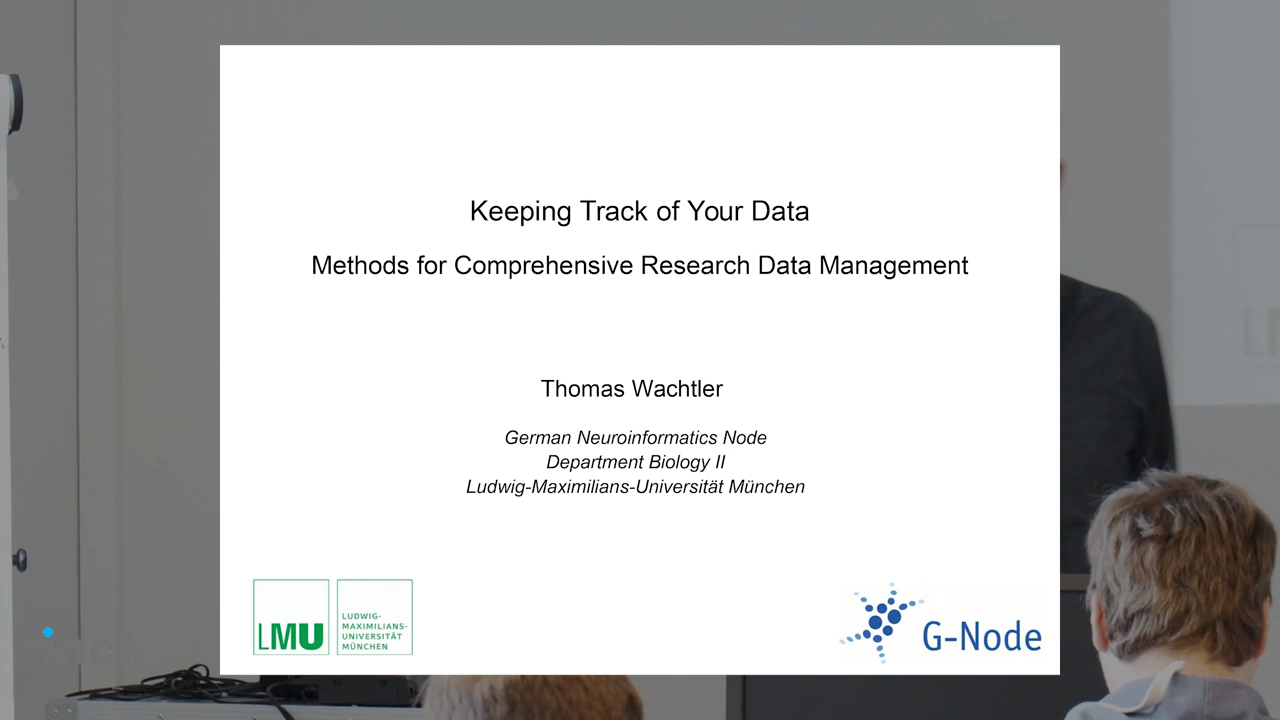 Keeping Track of Your Data
Methods for Comprehensive Research Data Management
Thomas Wachtler
German Neuroinformatics Node
Department Biology II
Ludwig-Maximilians-Universität München
LMU
LUDWIG-
MAXIMILIANS-
UNIVERSITÄT
MÜNCHEN
G-Node